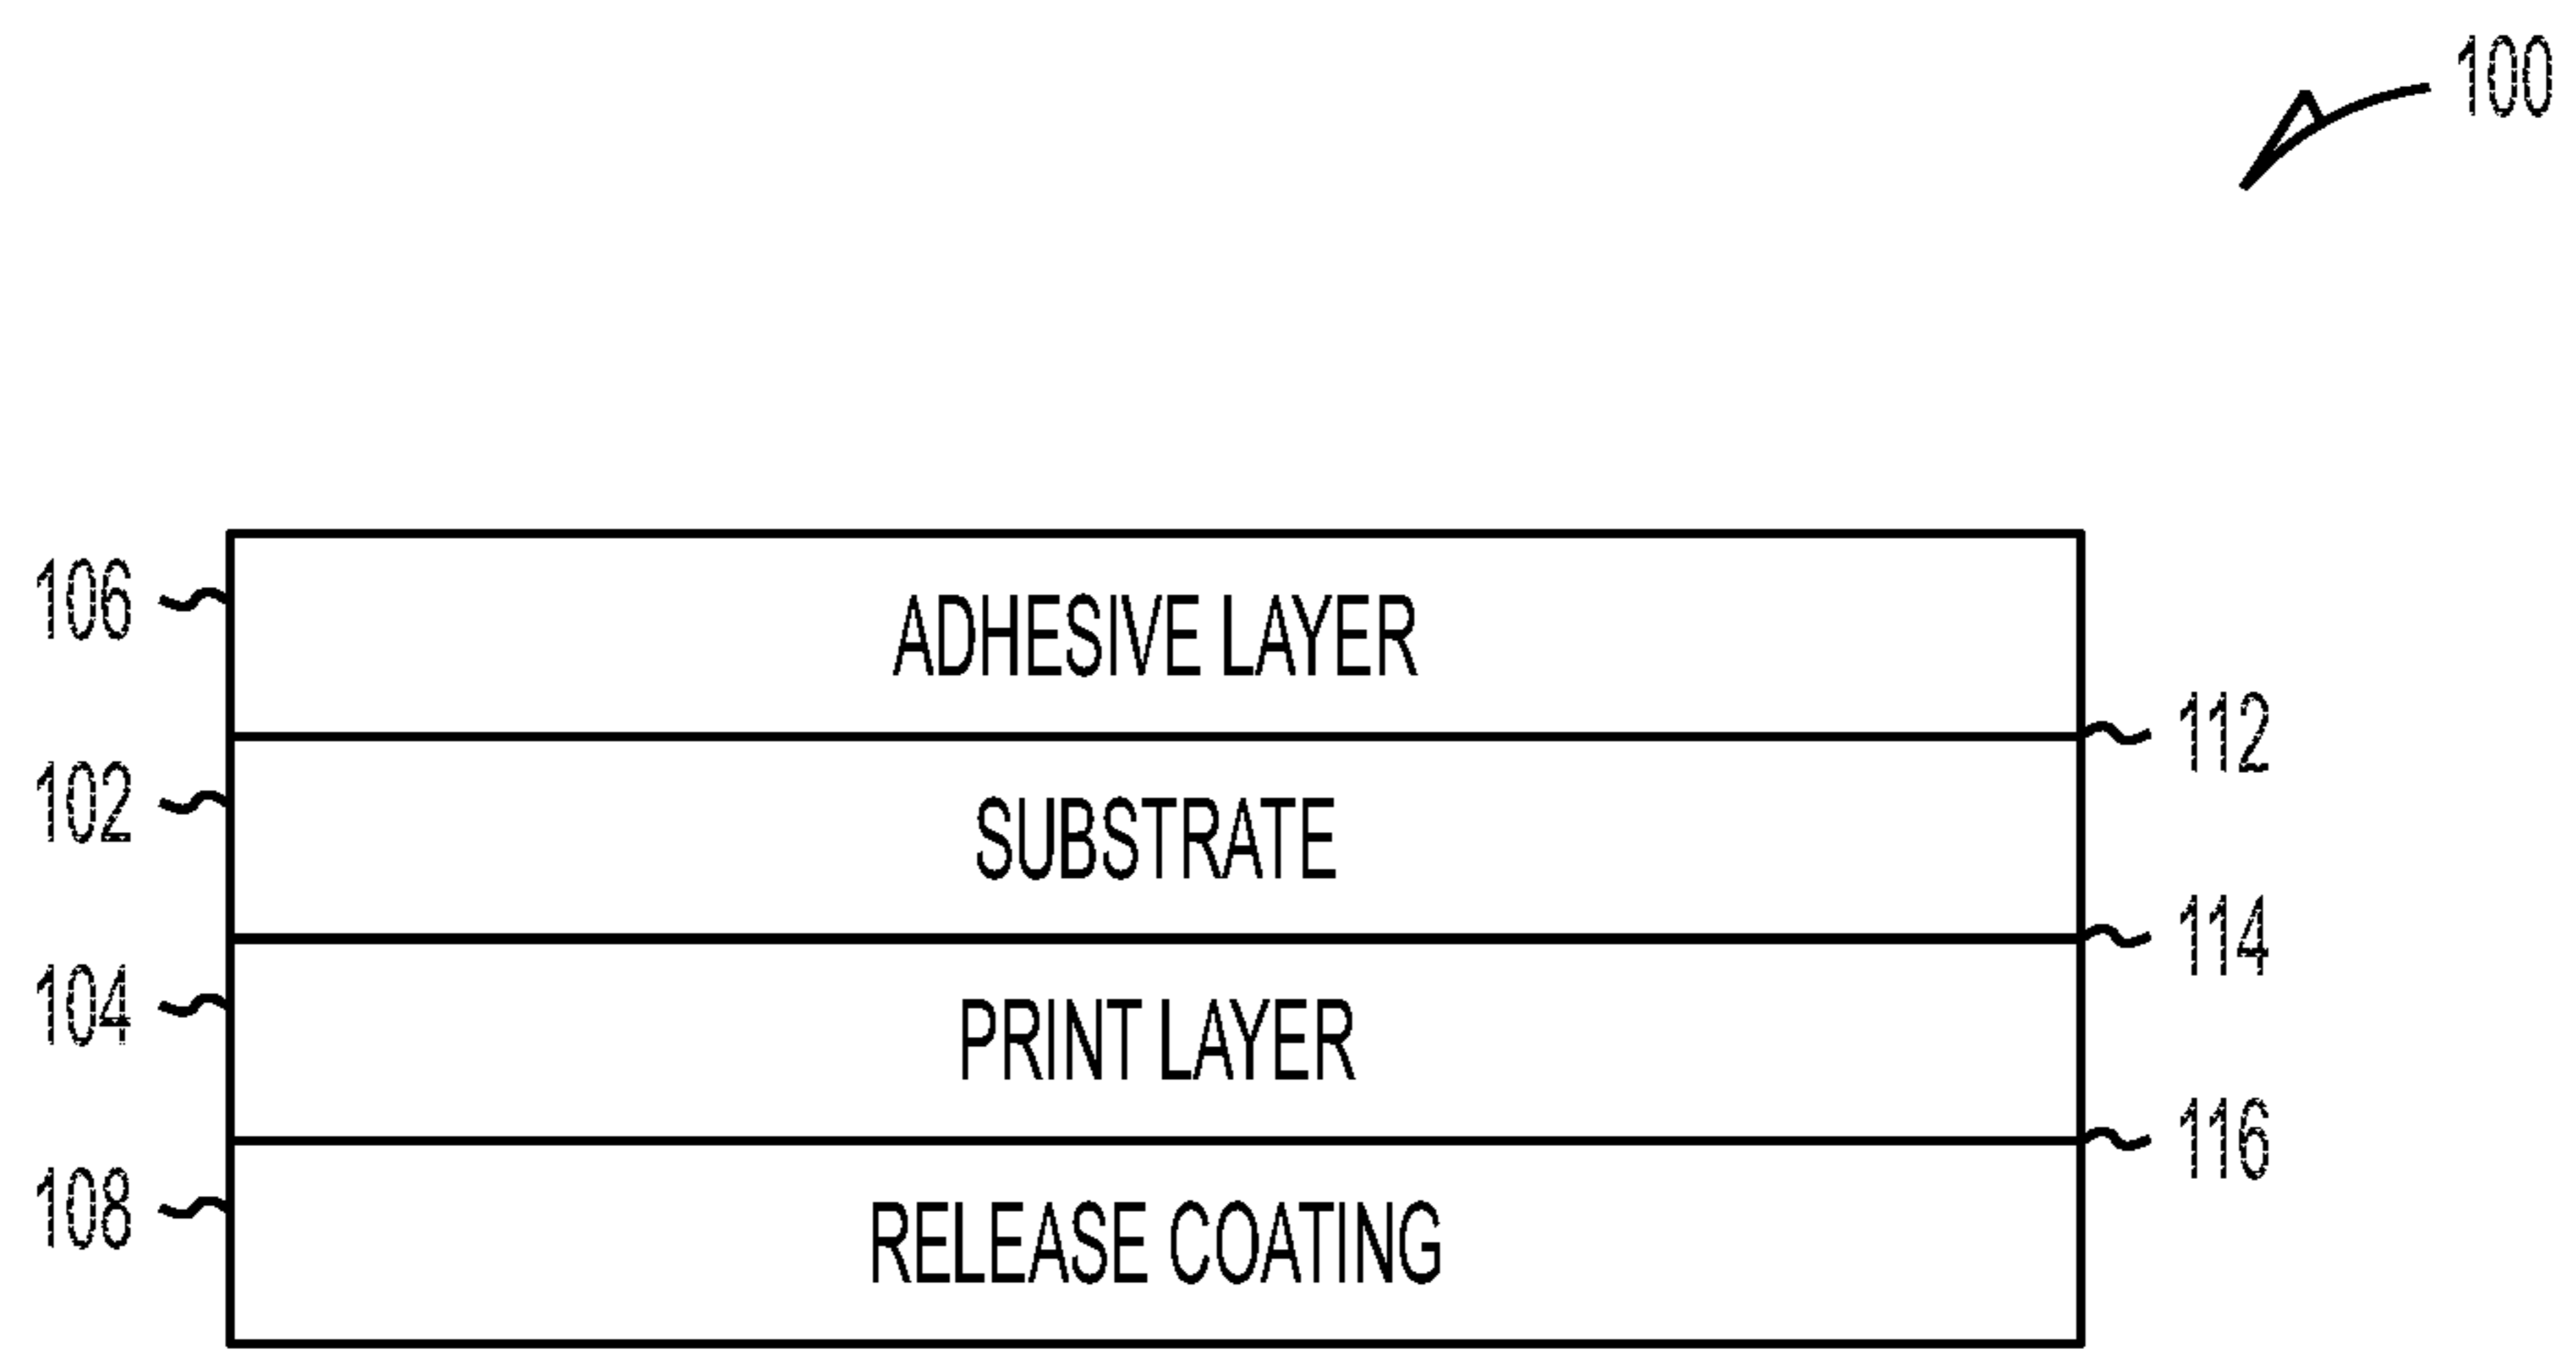 100
106
ADHESIVE LAYER
112
102
SUBSTRATE
114
104
PRINT LAYER
116
108
RELEASE COATING